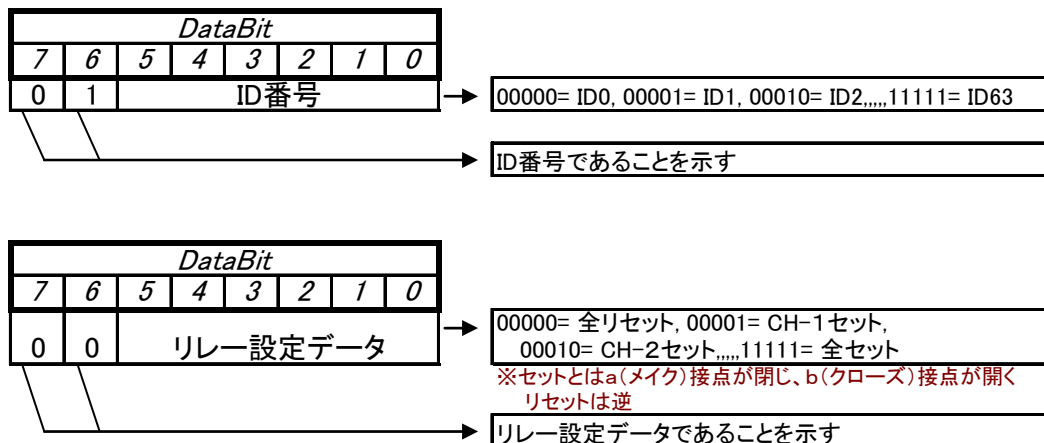 DataBit
7 6 5 4 3 2 1 0
0 1 ID番号
00000= ID0, 00001= ID1, 00010= ID2,,,,,11111= ID63
ID番号であることを示す
DataBit
7 6 5 4 3 2 1 0
0 0 リレー設定データ
00000= 全リセット, 00001= CH-1セット,
00010= CH-2セット,,,,,11111= 全セット
※セットとはa(メイク)接点が閉じ、b(クローズ)接点が開く
リセットは逆
リレー設定データであることを示す